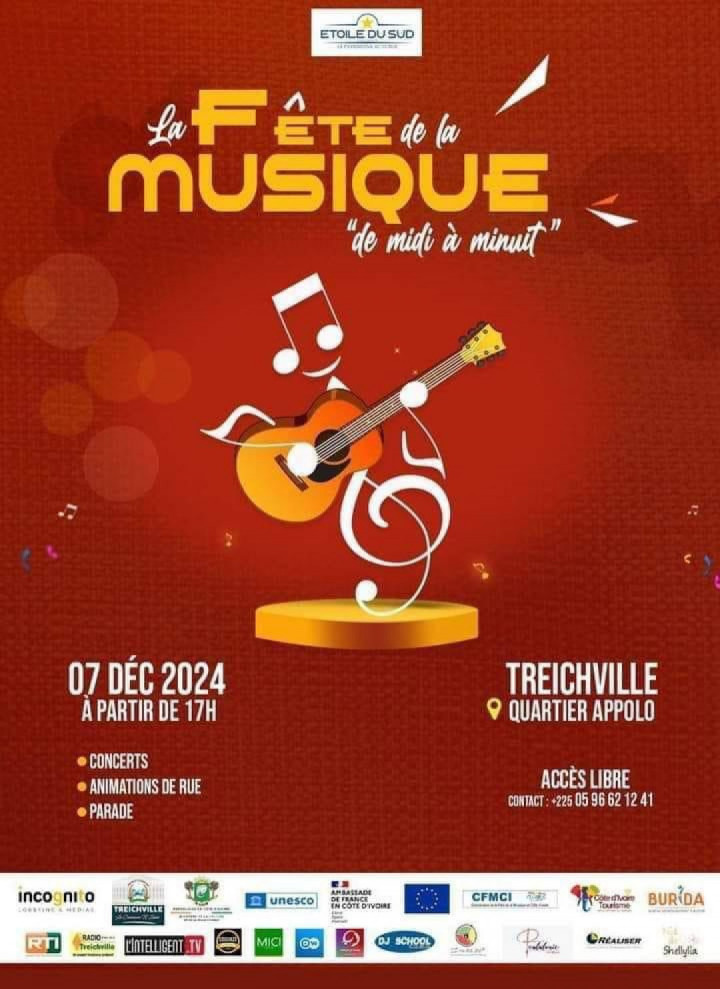 ETOILE DU SUD
La FÊTE de la
MUSIQUE
"de midi à minuit"
07 DÉC 2024
À PARTIR DE 17H
• CONCERTS
• ANIMATIONS DE RUE
• PARADE
TREICHVILLE
QUARTIER APPOLO
ACCÈS LIBRE
CONTACT : +225 05 96 62 12 41
incognito
TREICHVILLE
unesco
AMBASSADE
DE FRANCE
EN CÔTE D'IVOIRE
CFMCI
Côte d'Ivoire
Tourisme
BURIDA
RTI
RADIO
Treichville
L'INTELLIGENT.TV
MICI
DW
DJ SCHOOL
RÉALISER
Shellylia